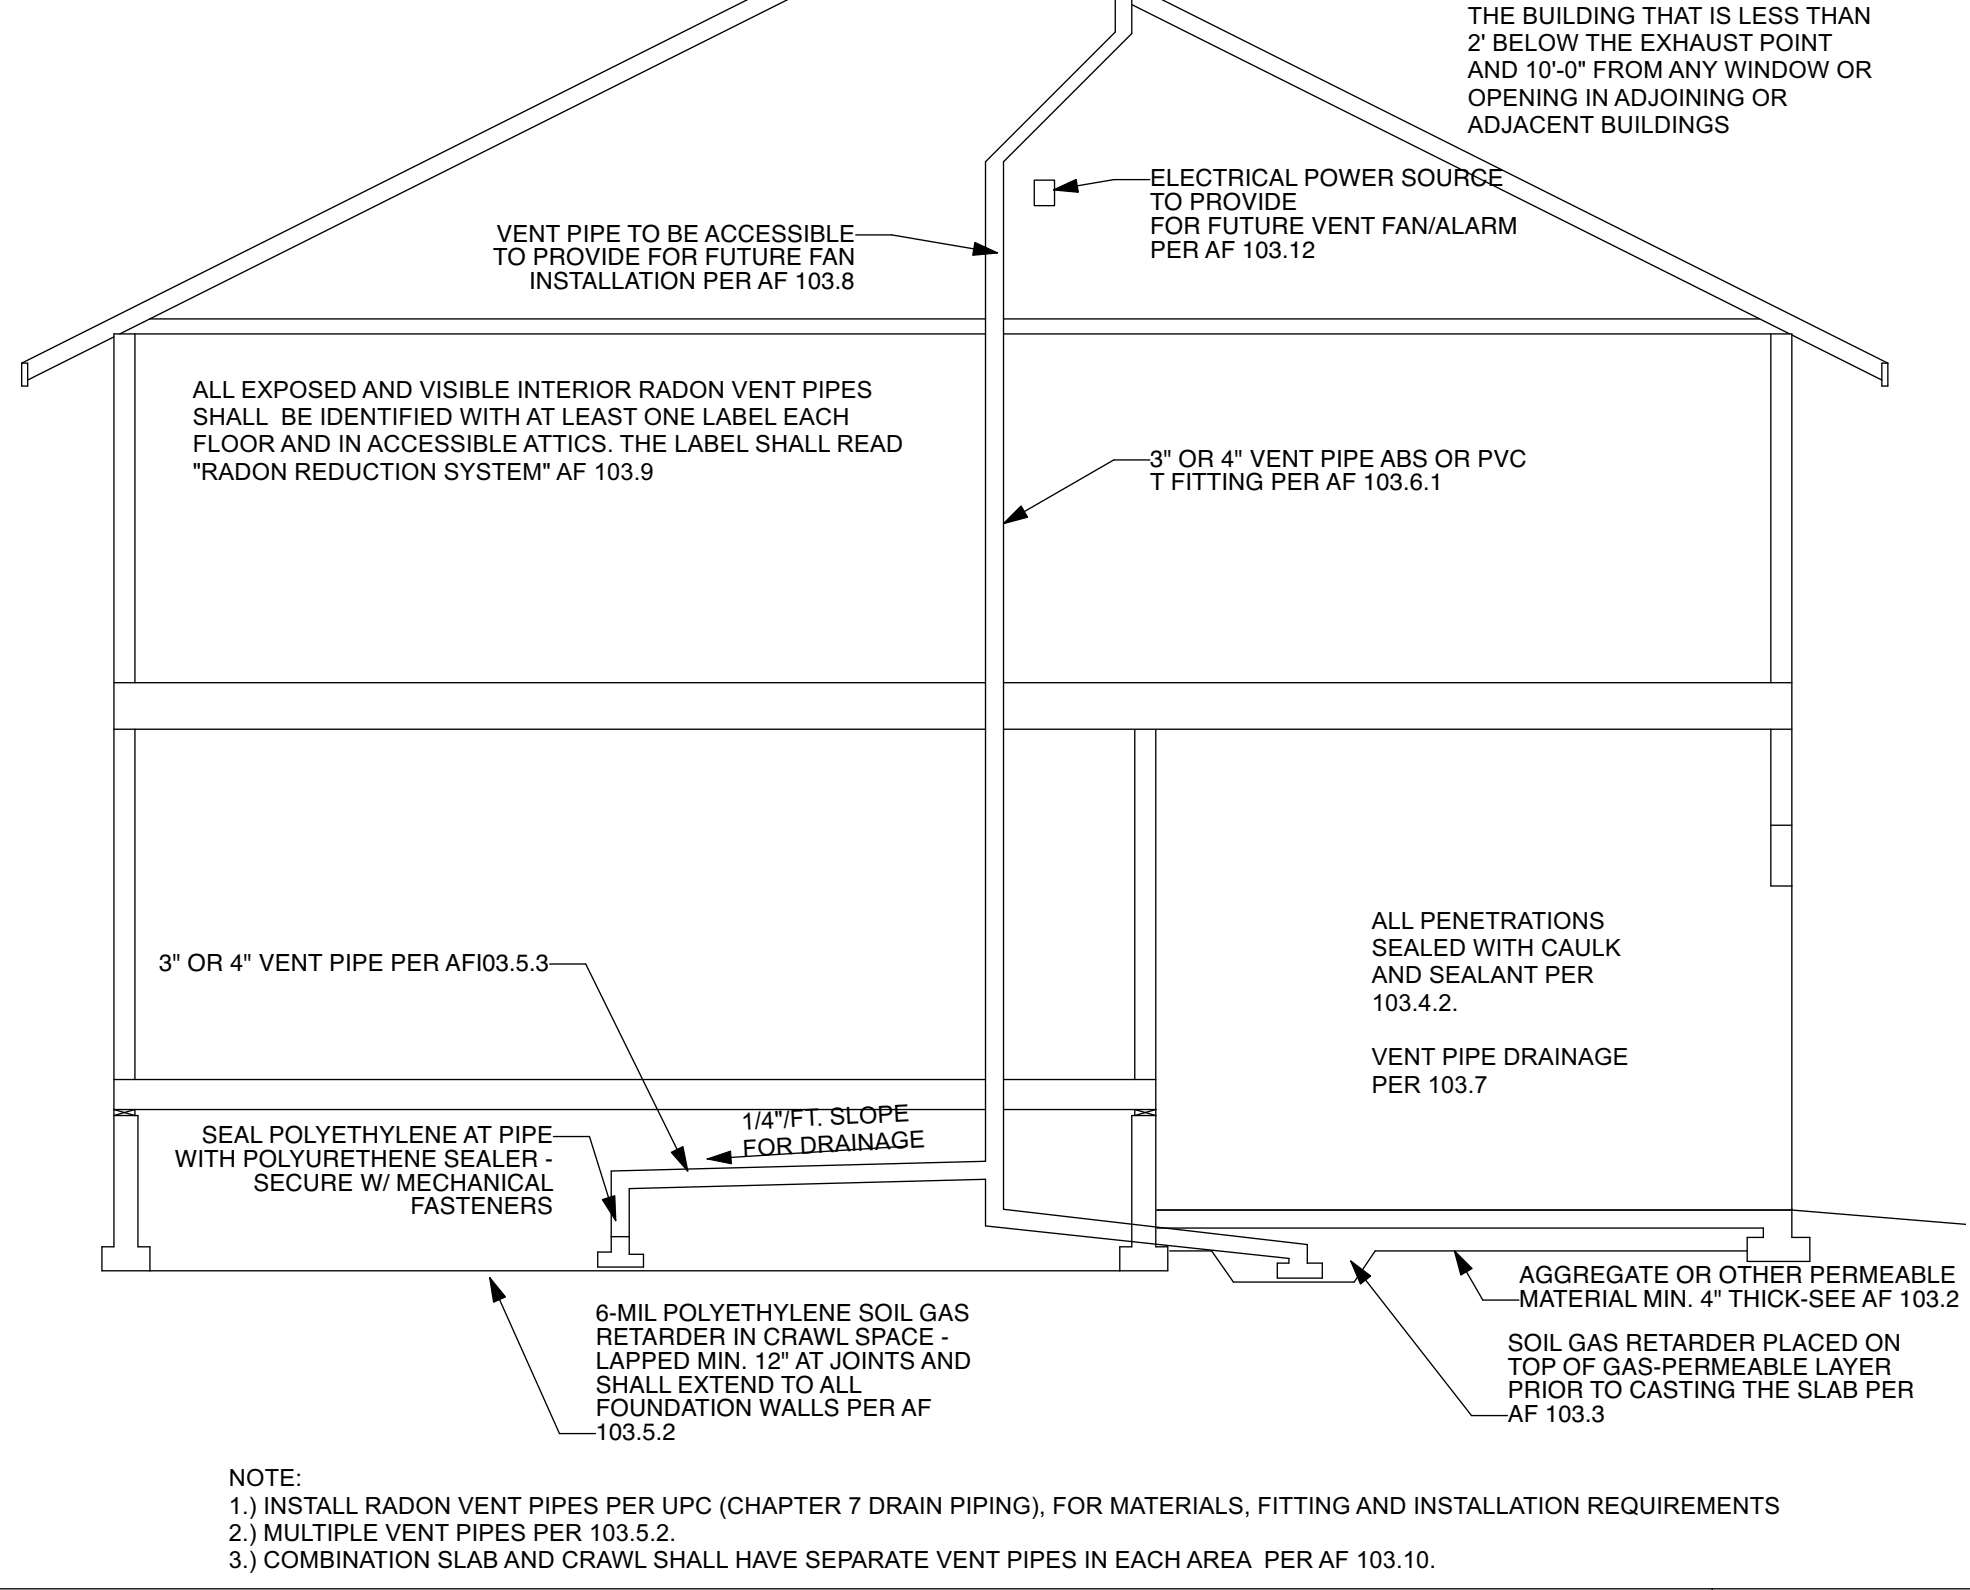 THE BUILDING THAT IS LESS THAN
2' BELOW THE EXHAUST POINT
AND 10'-0" FROM ANY WINDOW OR
OPENING IN ADJOINING OR
ADJACENT BUILDINGS
ELECTRICAL POWER SOURCE
TO PROVIDE
FOR FUTURE VENT FAN/ALARM
PER AF 103.12
VENT PIPE TO BE ACCESSIBLE
TO PROVIDE FOR FUTURE FAN
INSTALLATION PER AF 103.8
ALL EXPOSED AND VISIBLE INTERIOR RADON VENT PIPES
SHALL  BE IDENTIFIED WITH AT LEAST ONE LABEL EACH
FLOOR AND IN ACCESSIBLE ATTICS. THE LABEL SHALL READ
"RADON REDUCTION SYSTEM" AF 103.9
3" OR 4" VENT PIPE ABS OR PVC
T FITTING PER AF 103.6.1
ALL PENETRATIONS
SEALED WITH CAULK
AND SEALANT PER
103.4.2.
VENT PIPE DRAINAGE
PER 103.7
3" OR 4" VENT PIPE PER AFI03.5.3
1/4"/FT. SLOPE
FOR DRAINAGE
SEAL POLYETHYLENE AT PIPE
WITH POLYURETHENE SEALER -
SECURE W/ MECHANICAL
FASTENERS
6-MIL POLYETHYLENE SOIL GAS
RETARDER IN CRAWL SPACE -
LAPPED MIN. 12" AT JOINTS AND
SHALL EXTEND TO ALL
FOUNDATION WALLS PER AF
103.5.2
AGGREGATE OR OTHER PERMEABLE
MATERIAL MIN. 4" THICK-SEE AF 103.2
SOIL GAS RETARDER PLACED ON
TOP OF GAS-PERMEABLE LAYER
PRIOR TO CASTING THE SLAB PER
AF 103.3
NOTE:
1.) INSTALL RADON VENT PIPES PER UPC (CHAPTER 7 DRAIN PIPING), FOR MATERIALS, FITTING AND INSTALLATION REQUIREMENTS
2.) MULTIPLE VENT PIPES PER 103.5.2.
3.) COMBINATION SLAB AND CRAWL SHALL HAVE SEPARATE VENT PIPES IN EACH AREA  PER AF 103.10.